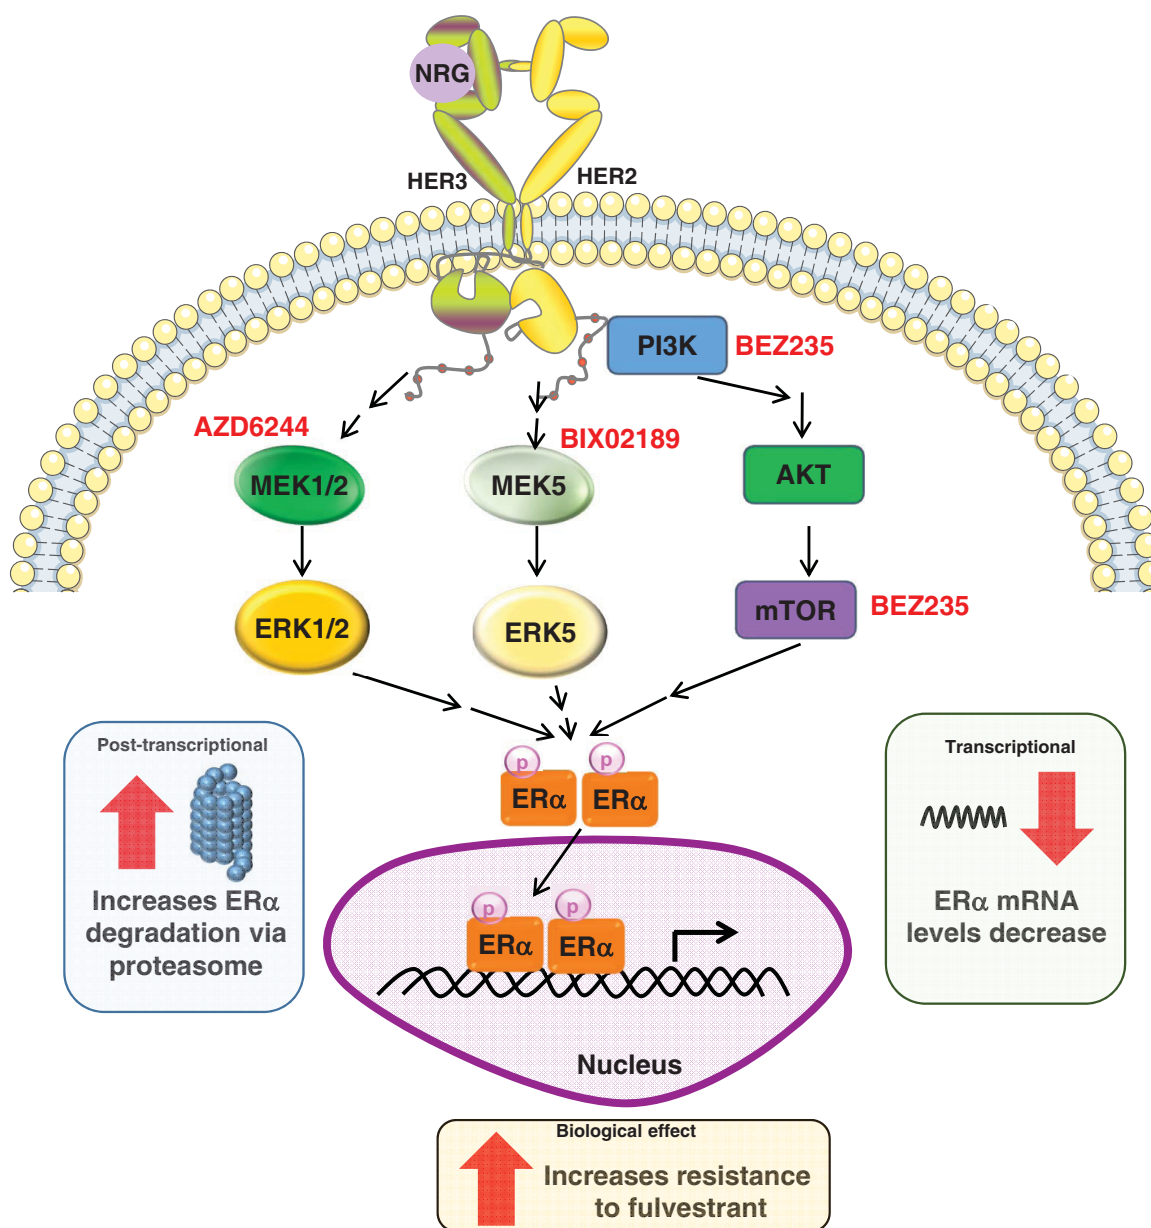 NRG
HER3
HER2
PI3K
BEZ235
AZD6244
BIX02189
MEK1/2
MEK5
AKT
ERK1/2
ERK5
mTOR
BEZ235
p
p
ERα
ERα
Post-transcriptional
Increases ERα
degradation via
proteasome
Transcriptional
ERα mRNA
levels decrease
p
p
ERα
ERα
Nucleus
Biological effect
Increases resistance
to fulvestrant